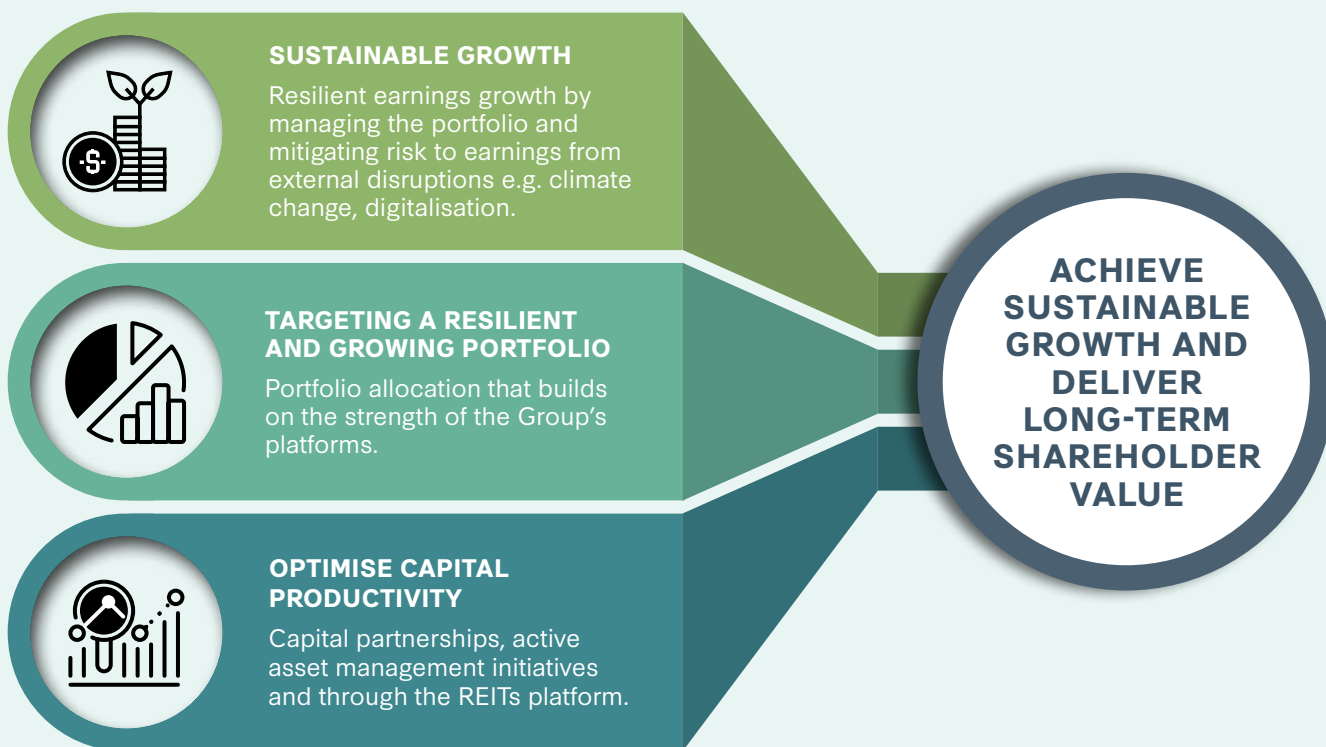 SUSTAINABLE GROWTH
Resilient earnings growth by
managing the portfolio and
mitigating risk to earnings from
external disruptions e.g. climate
change, digitalisation.
TARGETING A RESILIENT
AND GROWING PORTFOLIO
Portfolio allocation that builds
on the strength of the Group’s
platforms.
OPTIMISE CAPITAL
PRODUCTIVITY
Capital partnerships, active
asset management initiatives
and through the REITs platform.
ACHIEVE
SUSTAINABLE
GROWTH AND
DELIVER
LONG-TERM
SHAREHOLDER
VALUE